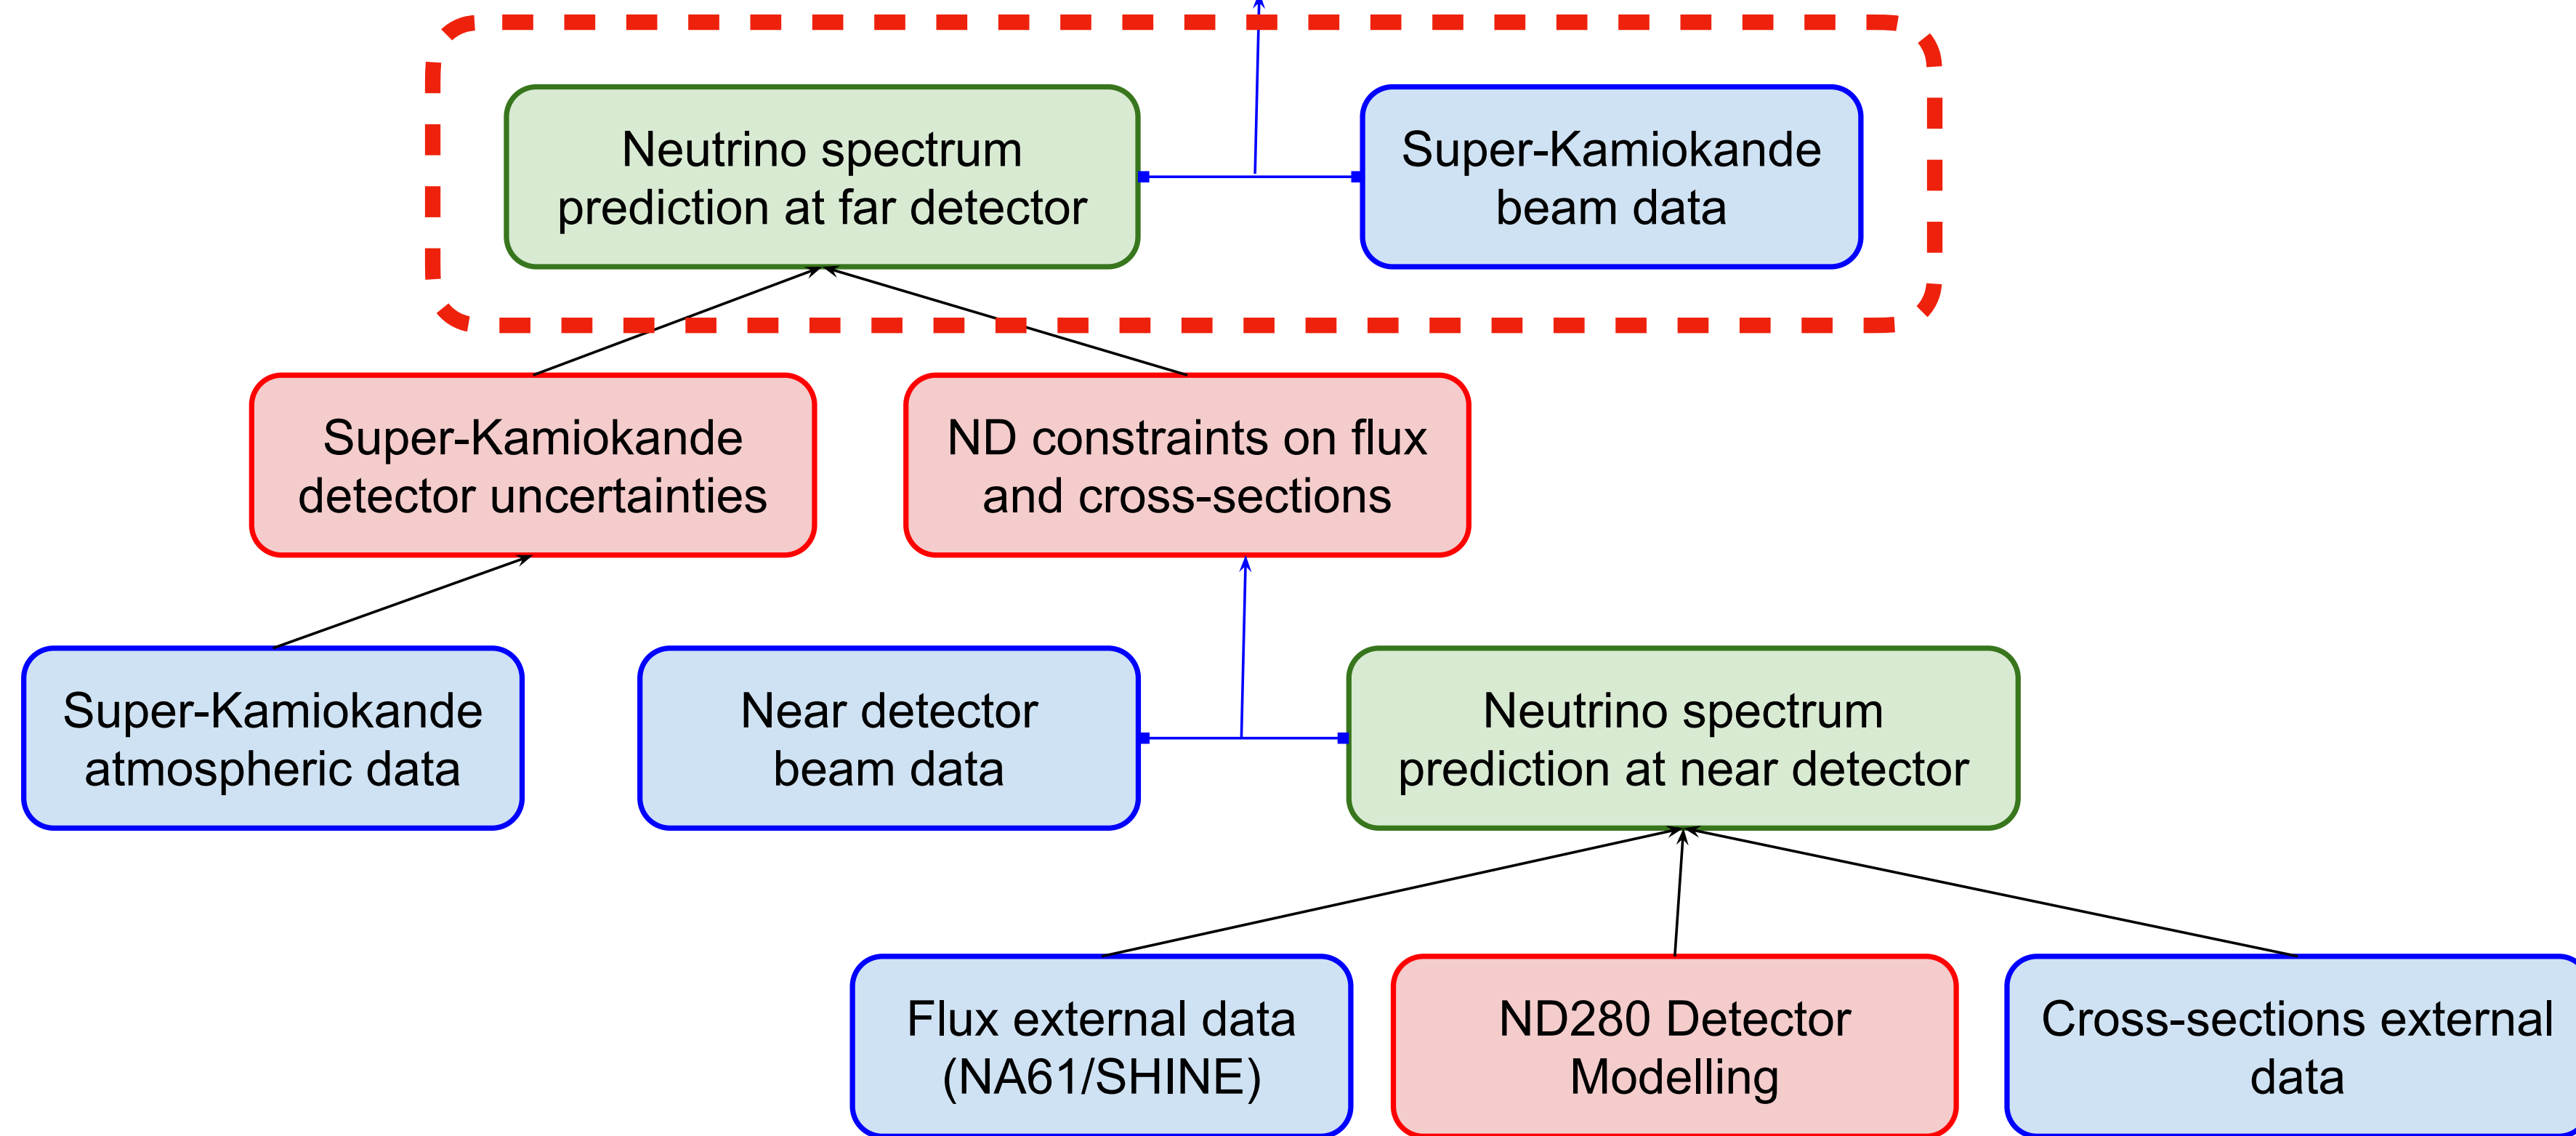 Neutrino spectrum
prediction at far detector
Super-Kamiokande
beam data
Super-Kamiokande
detector uncertainties
ND constraints on flux
and cross-sections
Super-Kamiokande
atmospheric data
Near detector
beam data
Neutrino spectrum
prediction at near detector
Flux external data
(NA61/SHINE)
ND280 Detector
Modelling
Cross-sections external
data